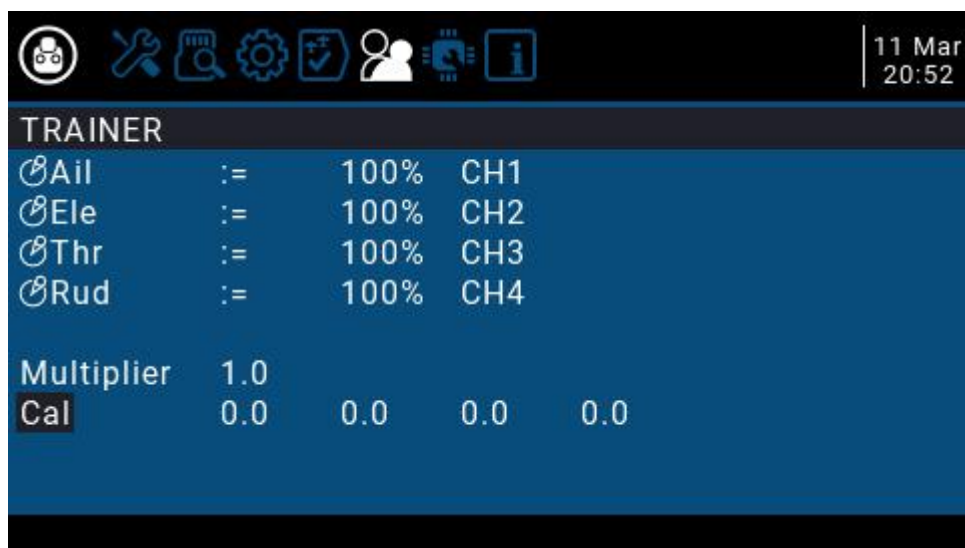 11 Mar
20:52
TRAINER
Ail := 100% CH1
Ele := 100% CH2
Thr := 100% CH3
Rud := 100% CH4
Multiplier 1.0
Cal 0.0 0.0 0.0 0.0